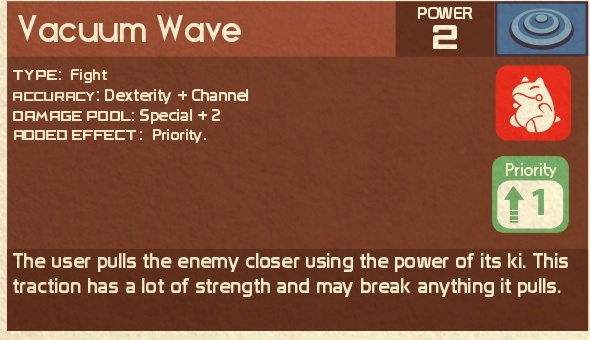 Vacuum Wave
POWER
2
TYPE: Fight
ACCURACY: Dexterity + Channel
DAMAGE POOL: Special + 2
ADDED EFFECT: Priority.
Priority
1
The user pulls the enemy closer using the power of its ki. This
traction has a lot of strength and may break anything it pulls.